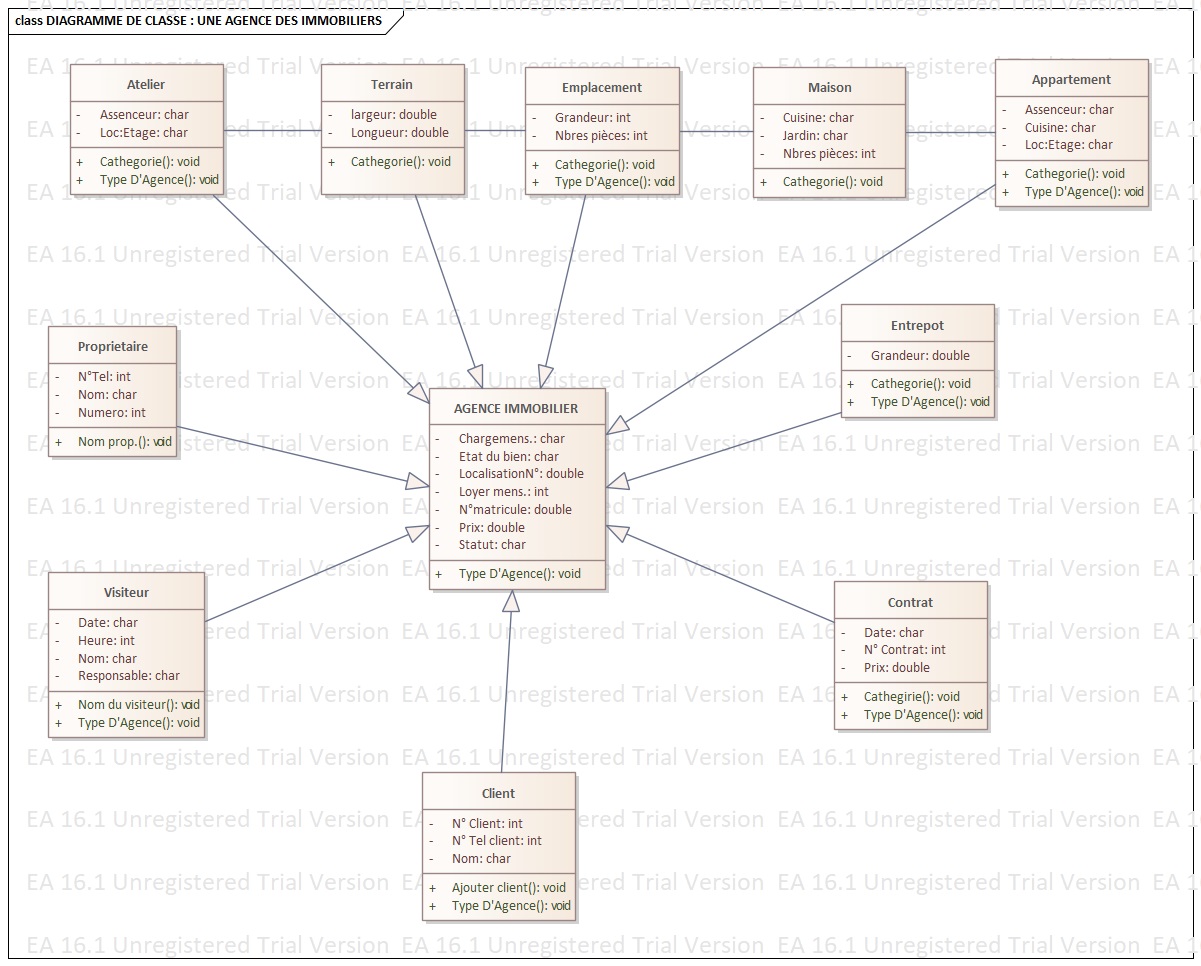 class DIAGRAMME DE CLASSE : UNE AGENCE DES IMMOBILIERS
Atelier
- Assenceur: char
- Loc:Etage: char
+ Cathegorie(): void
+ Type D'Agence(): void
Terrain
- largeur: double
- Longueur: double
+ Cathegorie(): void
Emplacement
- Grandeur: int
- Nbres pièces: int
+ Cathegorie(): void
+ Type D'Agence(): void
Maison
- Cuisine: char
- Jardin: char
- Nbres pièces: int
+ Cathegorie(): void
Appartement
- Assenceur: char
- Cuisine: char
- Loc:Etage: char
+ Cathegorie(): void
+ Type D'Agence(): void
Proprietaire
- N°Tel: int
- Nom: char
- Numero: int
+ Nom prop.(): void
AGENCE IMMOBILIER
- Chargemens.: char
- Etat du bien: char
- LocalisationN°: double
- Loyer mens.: int
- N°matricule: double
- Prix: double
- Statut: char
+ Type D'Agence(): void
Entrepot
- Grandeur: double
+ Cathegorie(): void
+ Type D'Agence(): void
Visiteur
- Date: char
- Heure: int
- Nom: char
- Responsable: char
+ Nom du visiteur(): void
+ Type D'Agence(): void
Contrat
- Date: char
- N° Contrat: int
- Prix: double
+ Cathegirie(): void
+ Type D'Agence(): void
Client
- N° Client: int
- N° Tel client: int
- Nom: char
+ Ajouter client(): void
+ Type D'Agence(): void
EA 16.1 Unregistered Trial Version